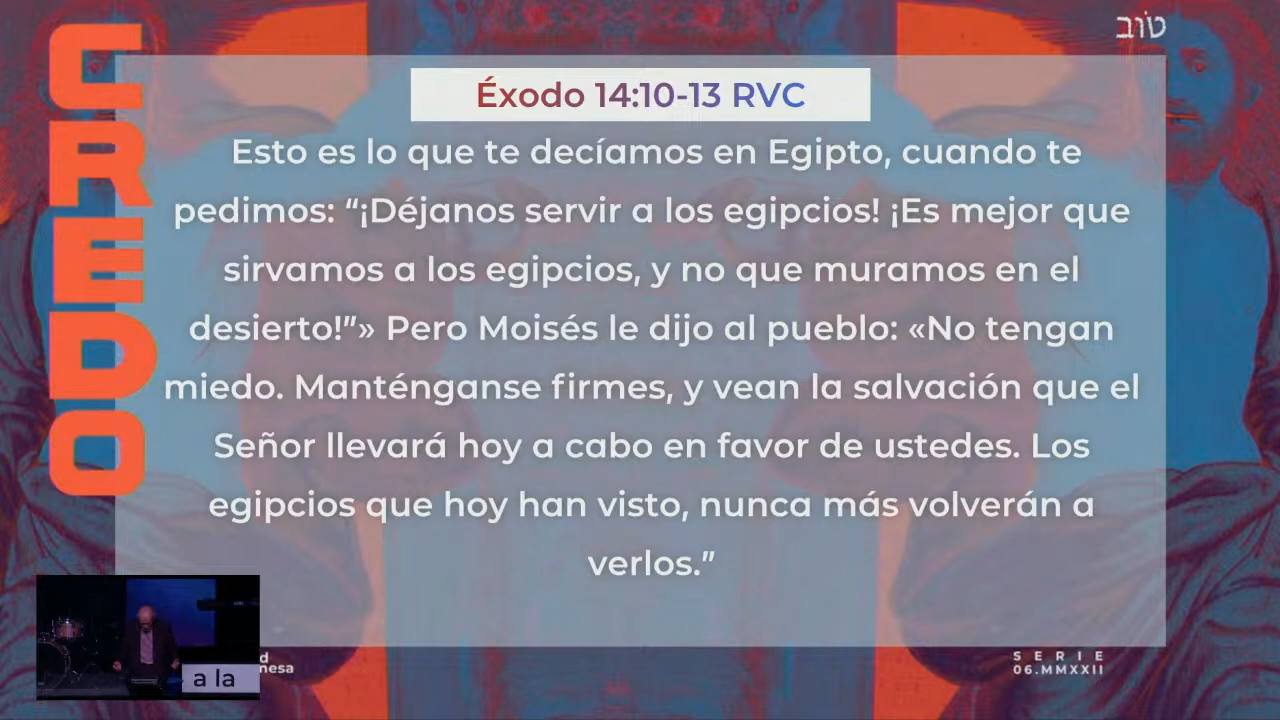 טוֹב
CREDO
Éxodo 14:10-13 RVC
Esto es lo que te decíamos en Egipto, cuando te
pedimos: “¡Déjanos servir a los egipcios! ¡Es mejor que
sirvamos a los egipcios, y no que muramos en el
desierto!”» Pero Moisés le dijo al pueblo: «No tengan
miedo. Manténganse firmes, y vean la salvación que el
Señor llevará hoy a cabo en favor de ustedes. Los
egipcios que hoy han visto, nunca más volverán a
verlos.”
a la
SERIE
06.MMXXII